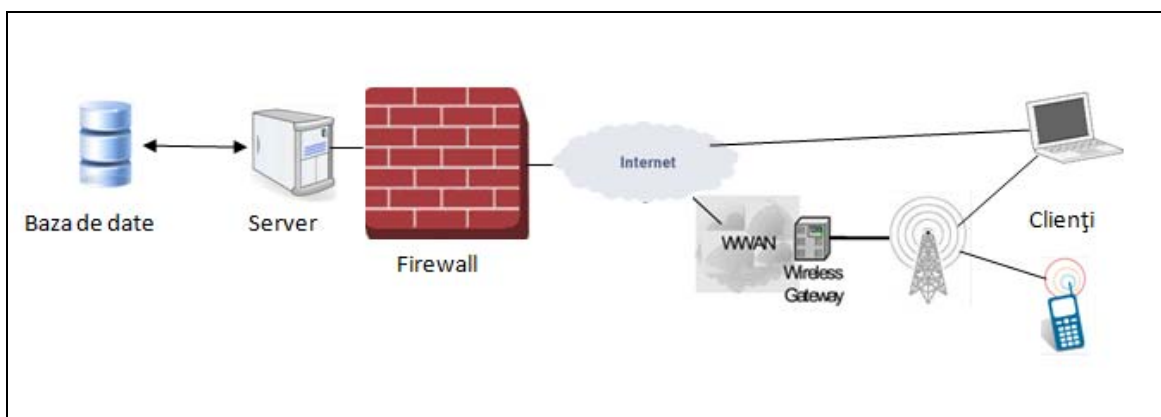 Baza de date
Server
Firewall
Internet
WWAN
Wireless
Gateway
Clienţi